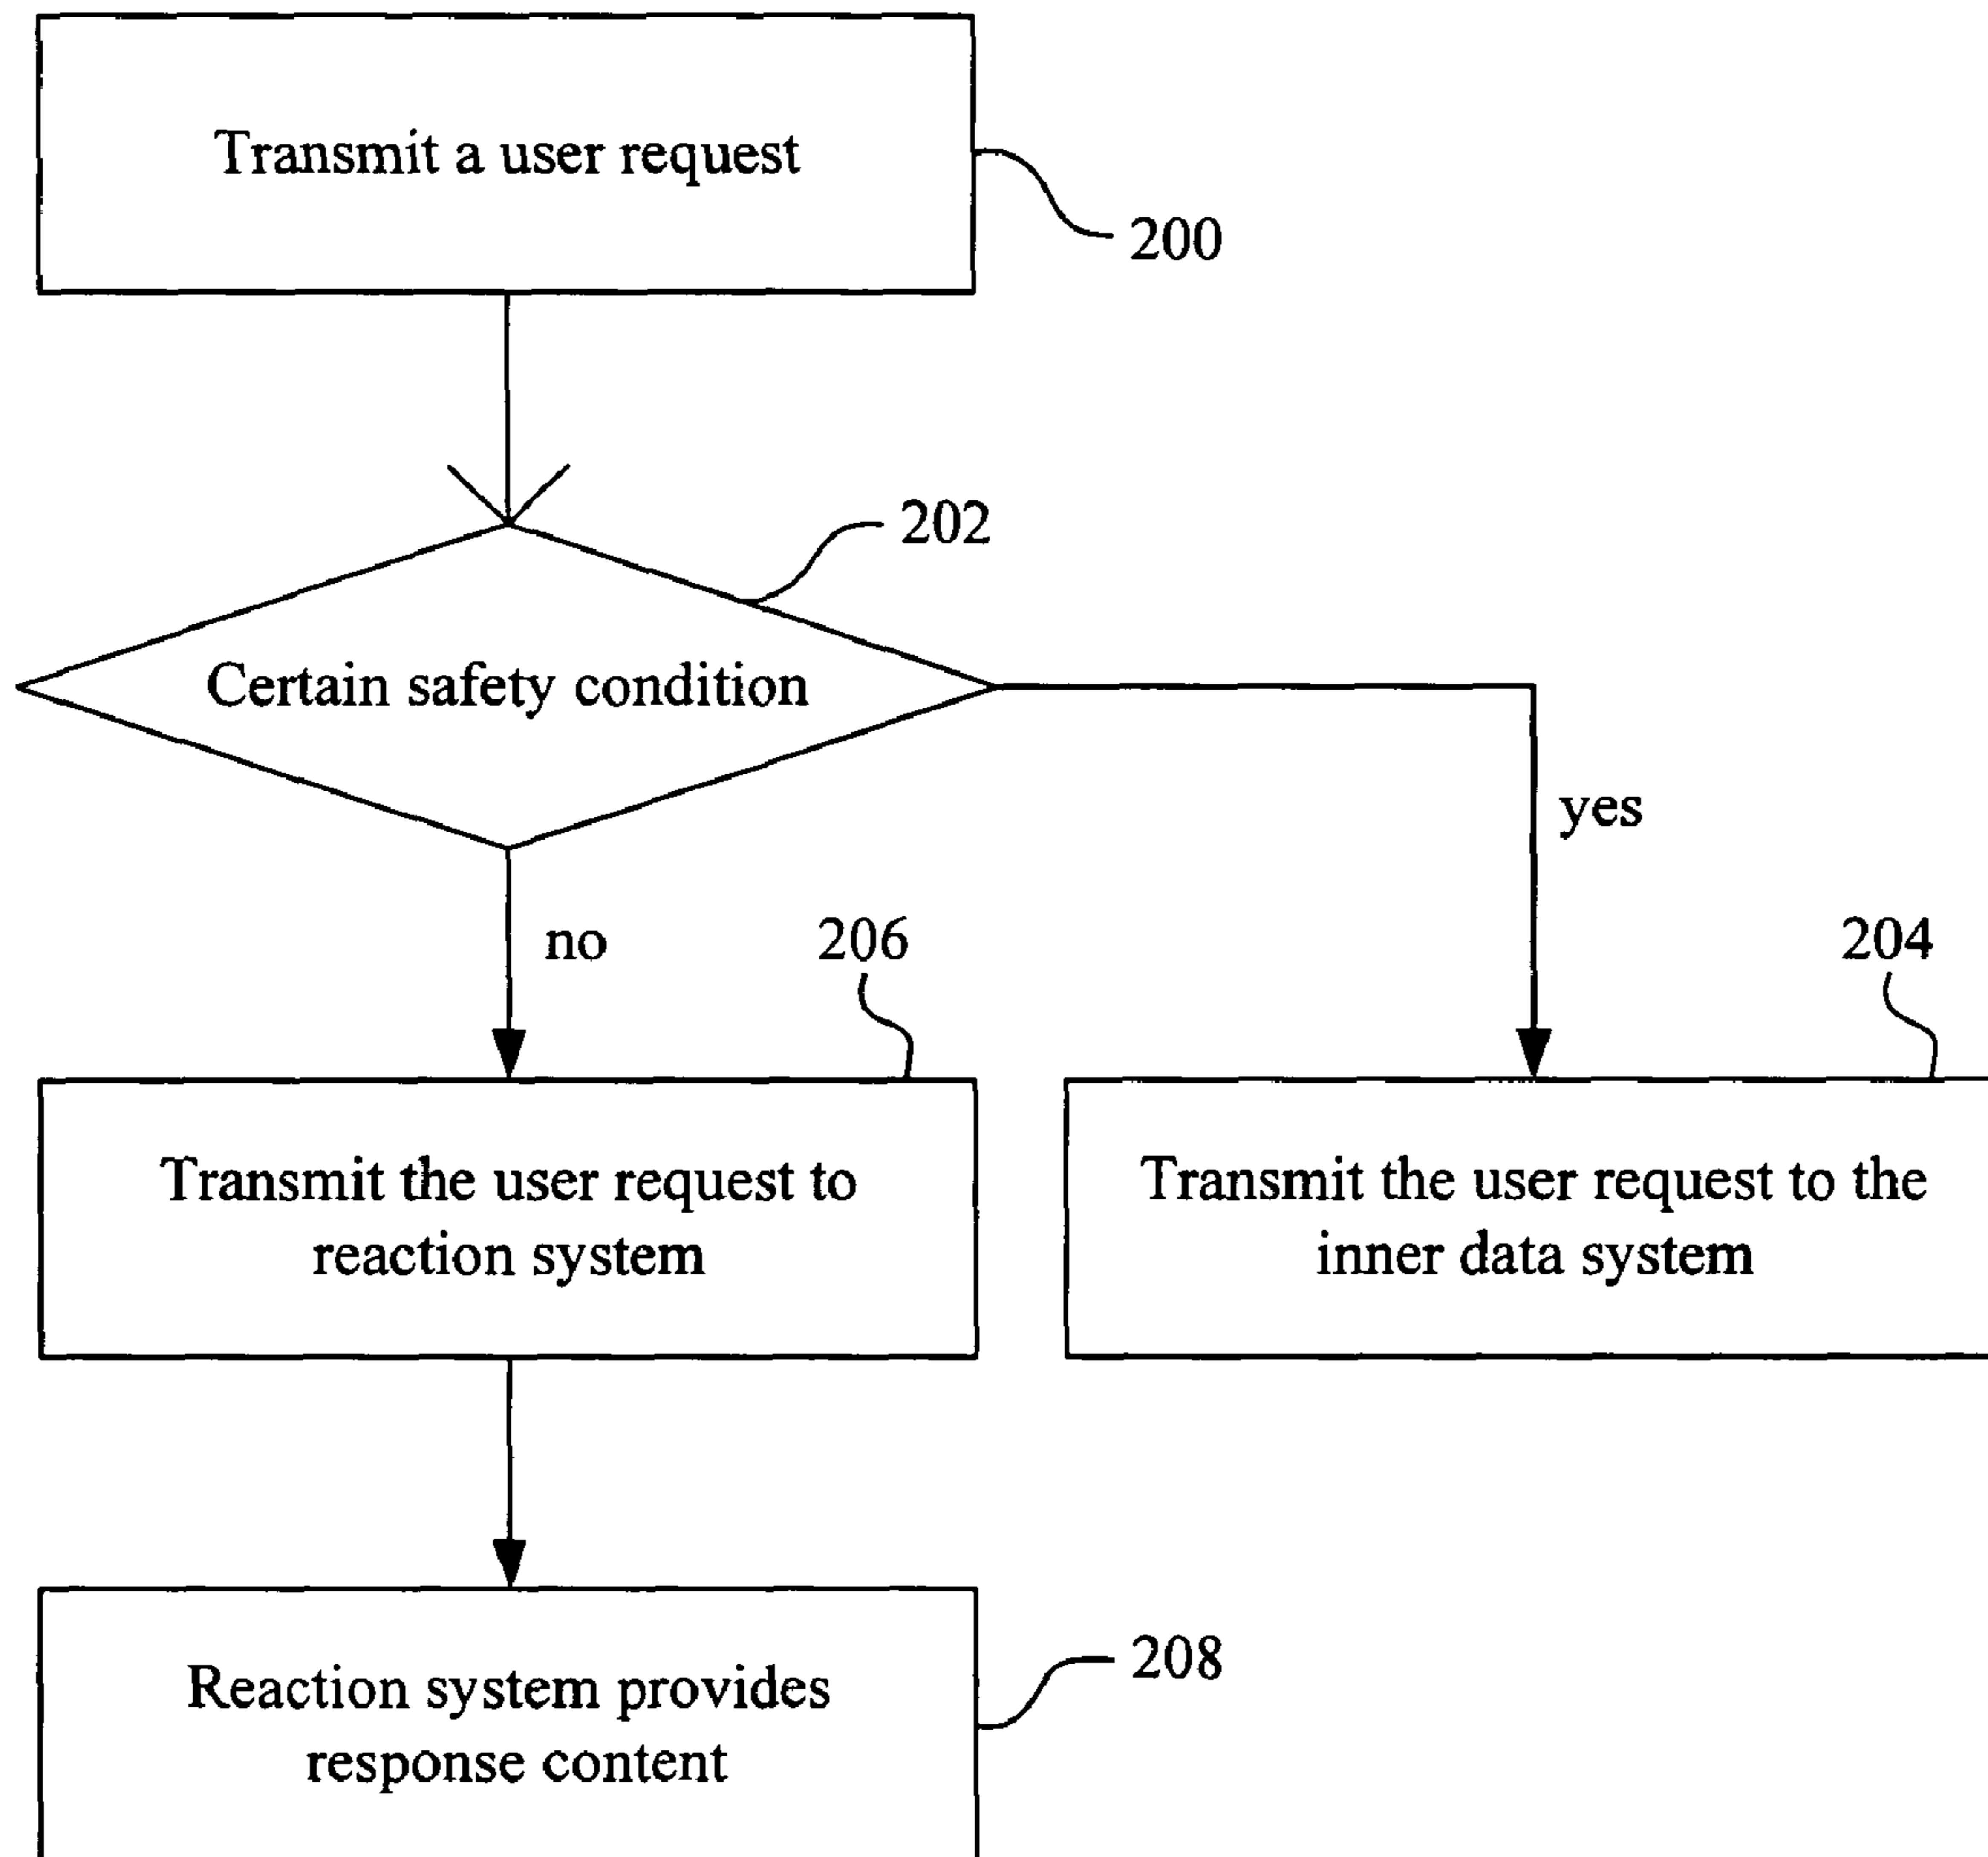 Transmit a user request
200
202
Certain safety condition
yes
no
206
204
Transmit the user request to
reaction system
Transmit the user request to the
inner data system
Reaction system provides
response content
208